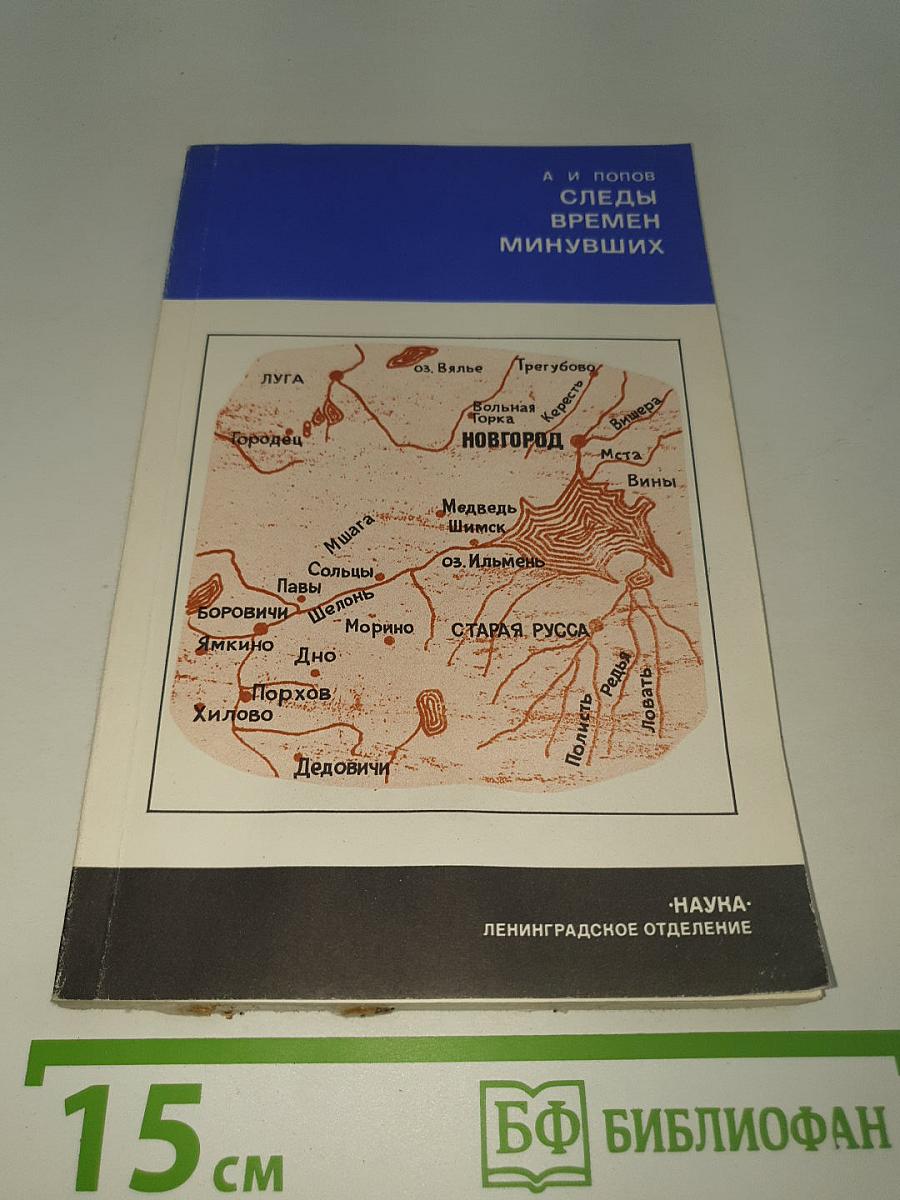 А И ПОПОВ
СЛЕДЫ
ВРЕМЕН
МИНУВШИХ
ЛУГА
оз. Вялье
Трегубово
Кересть
Вольная
Горка
Вишера
Городец
НОВГОРОД
Мста
Вины
Медведь
Мшага
Шимск
оз. Ильмень
Сольцы
Павы
Шелонь
БОРОВИЧИ
Морино
СТАРАЯ РУССА
Ямкино
Дно
Редья
Порхов
Ловать
Хилово
Полисть
Дедовичи
·НАУКА·
ЛЕНИНГРАДСКОЕ ОТДЕЛЕНИЕ
15 см
БФ БИБЛИОФАН